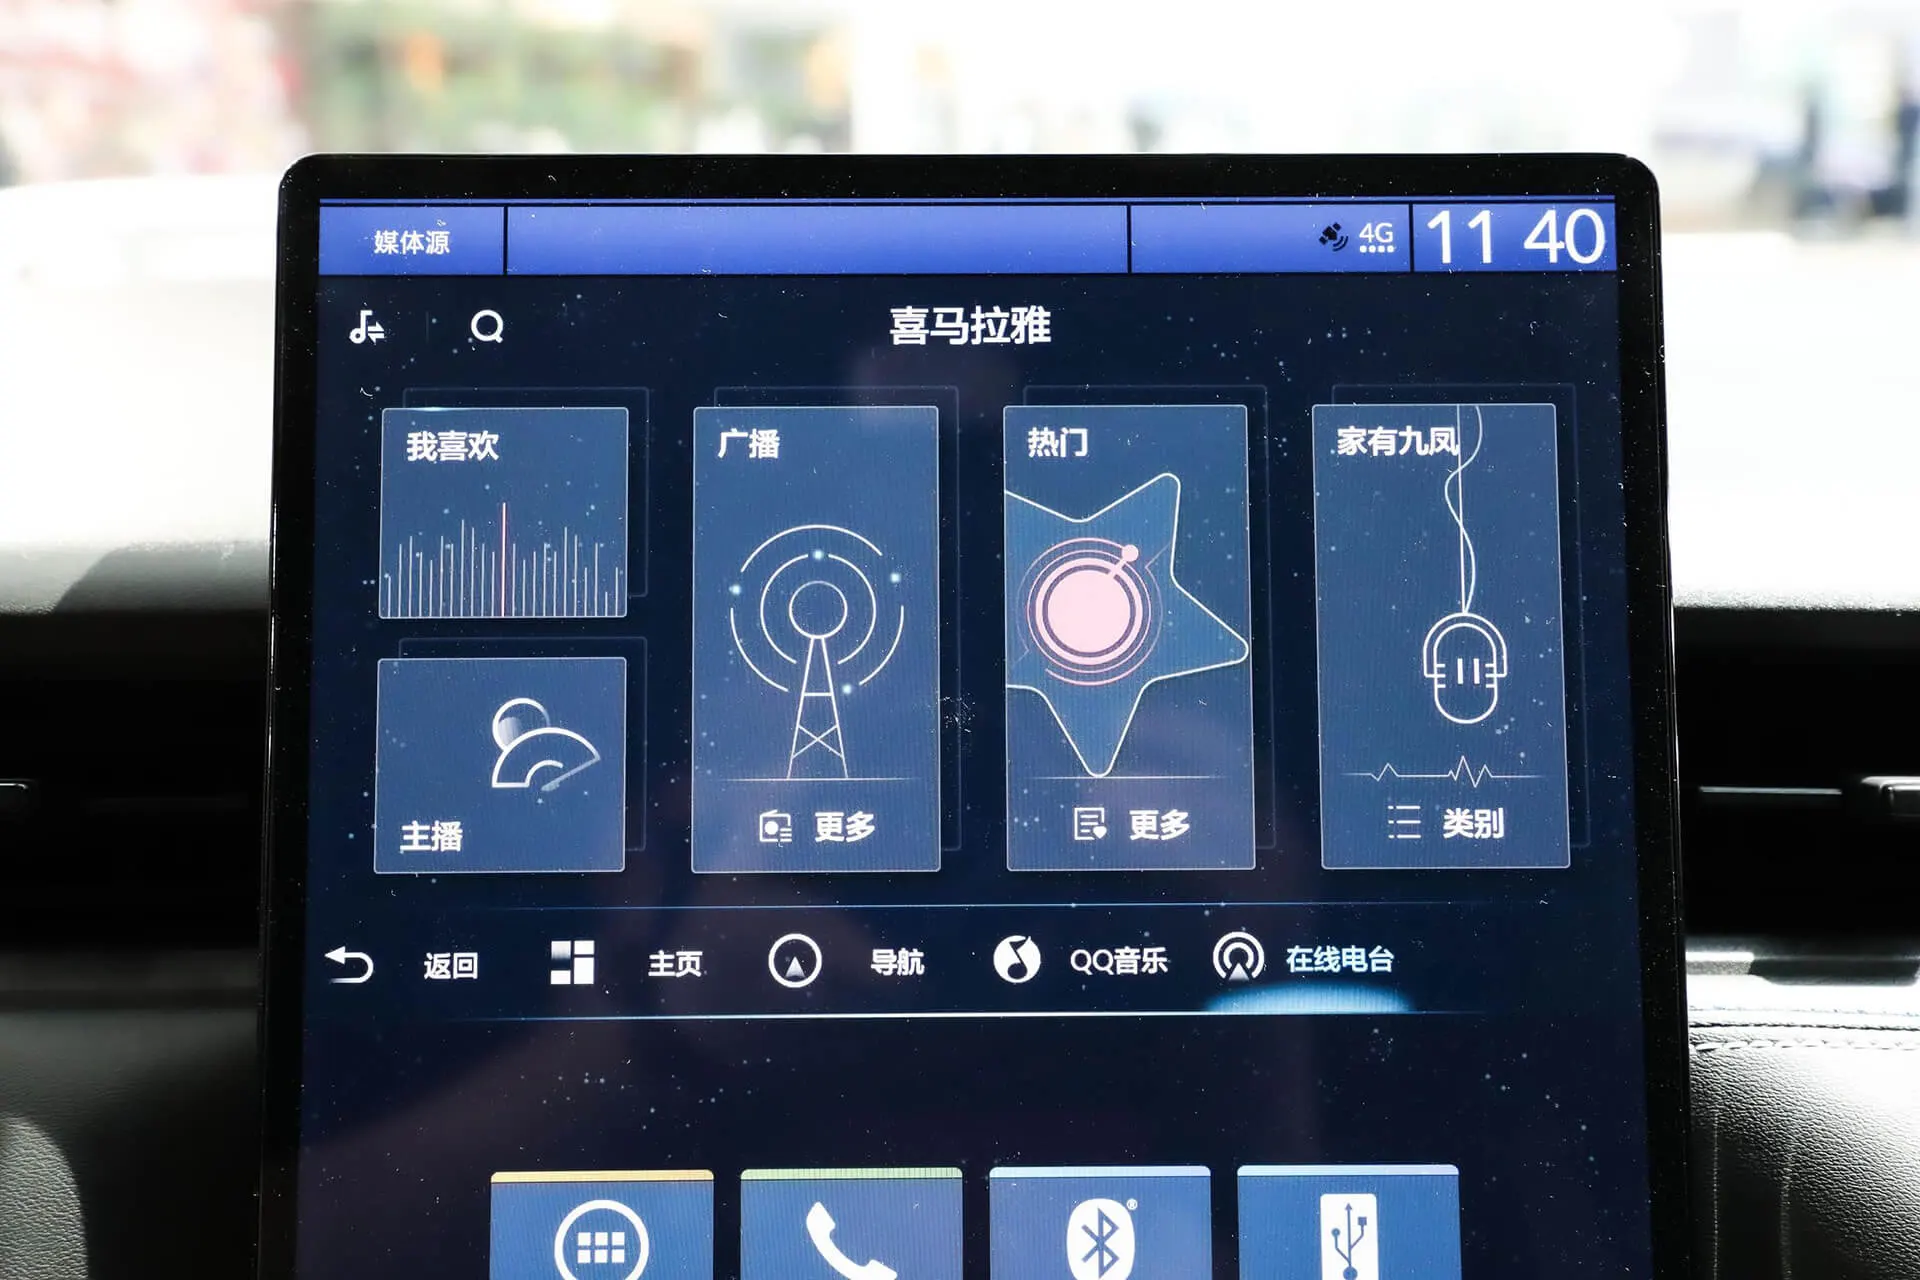 媒体源
4G
11 40
喜马拉雅
我喜欢
广播
热门
家有九凤
主播
更多
更多
类别
返回
主页
导航
QQ音乐
在线电台